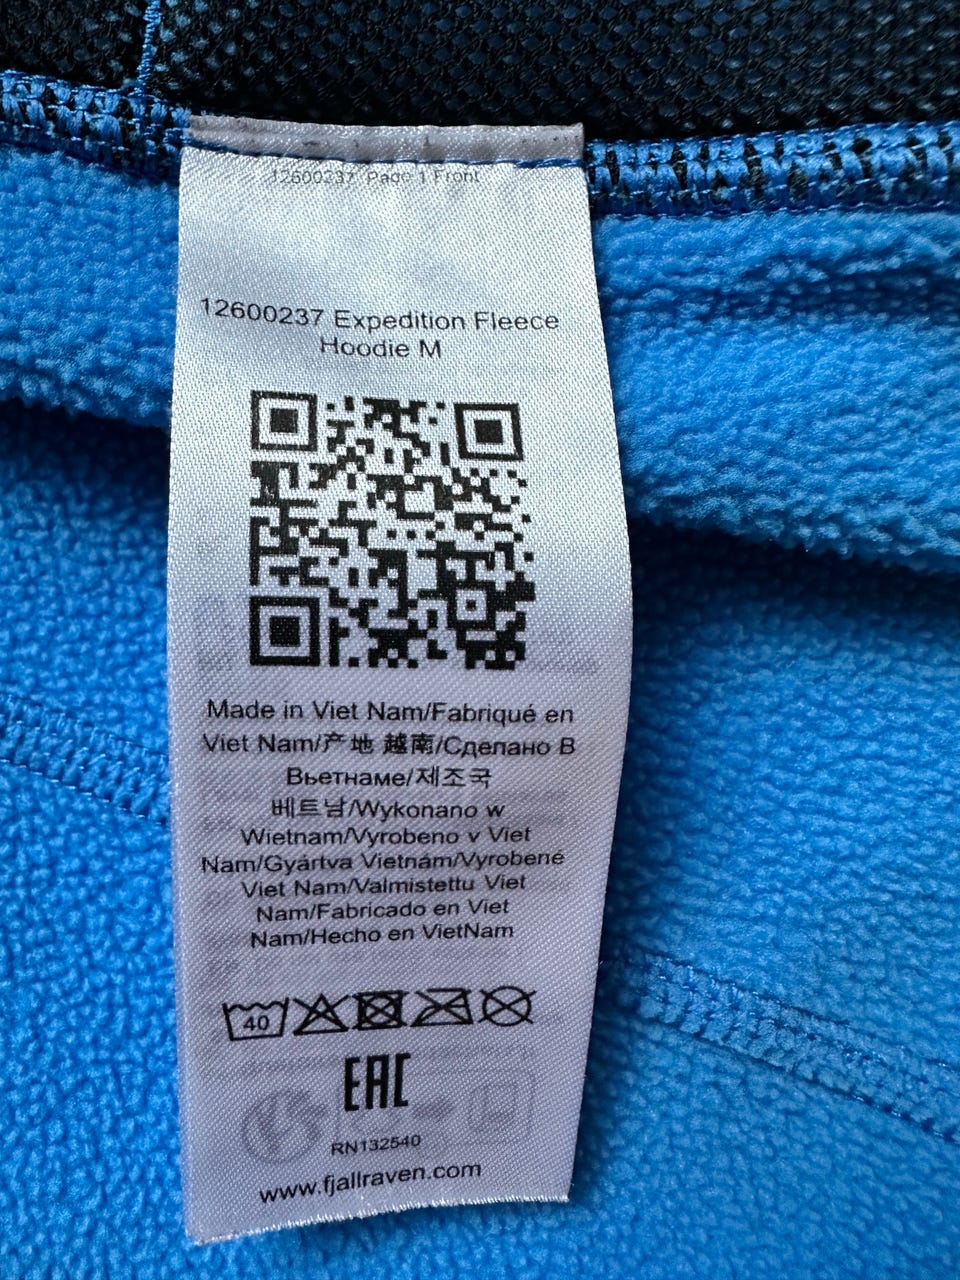 12600237 Page 1 Front
12600237 Expedition Fleece
Hoodie M
Made in Viet Nam/Fabriqué en
Viet Nam/产地 越南/Сделано В
Вьетнаме/제조국
베트남/Wykonano w
Wietnam/Vyrobeno v Viet
Nam/Gyártva Vietnám/Vyrobené
Viet Nam/Valmistettu Viet
Nam/Fabricado en Viet
Nam/Hecho en VietNam
40
EAC
RN132540
www.fjallraven.com